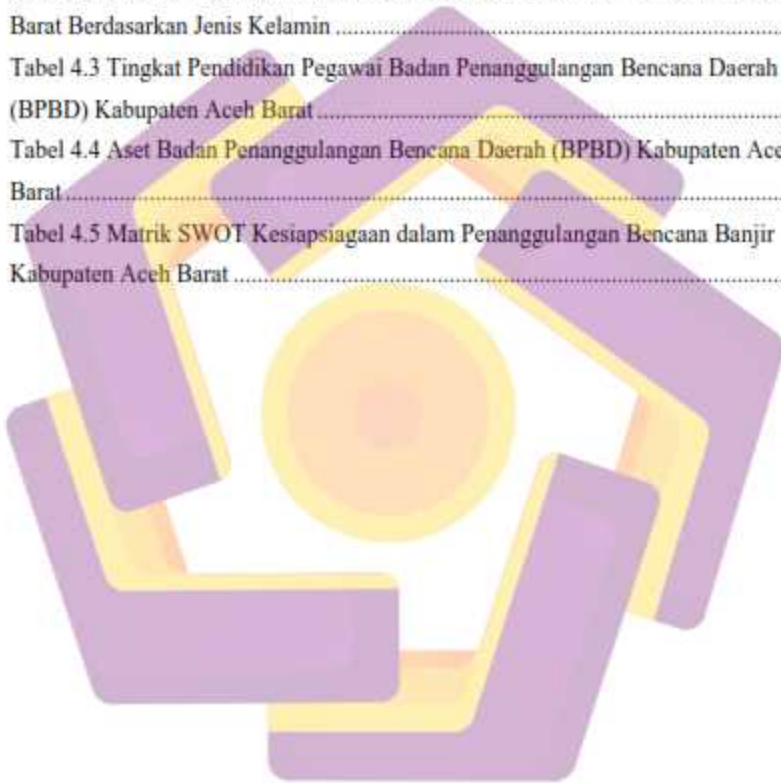 Barat Berdasarkan Jenis Kelamin ........................................................................................
Tabel 4.3 Tingkat Pendidikan Pegawai Badan Penanggulangan Bencana Daerah
(BPBD) Kabupaten Aceh Barat ............................................................................................
Tabel 4.4 Aset Badan Penanggulangan Bencana Daerah (BPBD) Kabupaten Ace
Barat ....................................................................................................................................
Tabel 4.5 Matrik SWOT Kesiapsiagaan dalam Penanggulangan Bencana Banjir
Kabupaten Aceh Barat ..........................................................................................................